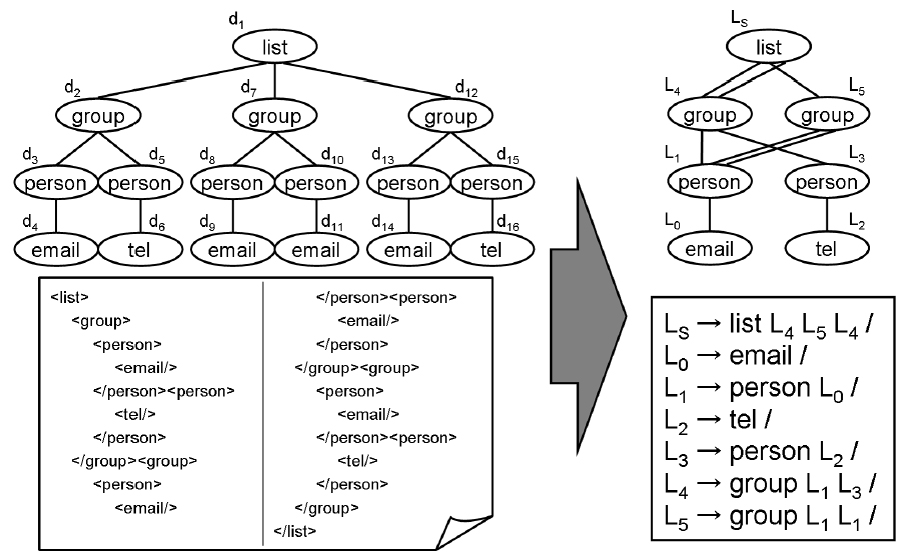 d1
list
LS
list
d2
d7
d12
L4
L5
group
group
group
group
group
d3
d5
d8
d10
d13
d15
L1
L3
person
person
person
person
person
person
person
person
d4
d6
d9
d11
d14
d16
L0
L2
email
tel
email
email
email
tel
email
tel
<list>
<group>
<person>
<email/>
</person><person>
<tel/>
</person>
</group><group>
<person>
<email/>
</person><person>
<email/>
</person>
</group><group>
<person>
<email/>
</person><person>
<tel/>
</person>
</group>
</list>
LS → list L4 L5 L4 /
L0 → email /
L1 → person L0 /
L2 → tel /
L3 → person L2 /
L4 → group L1 L3 /
L5 → group L1 L1 /